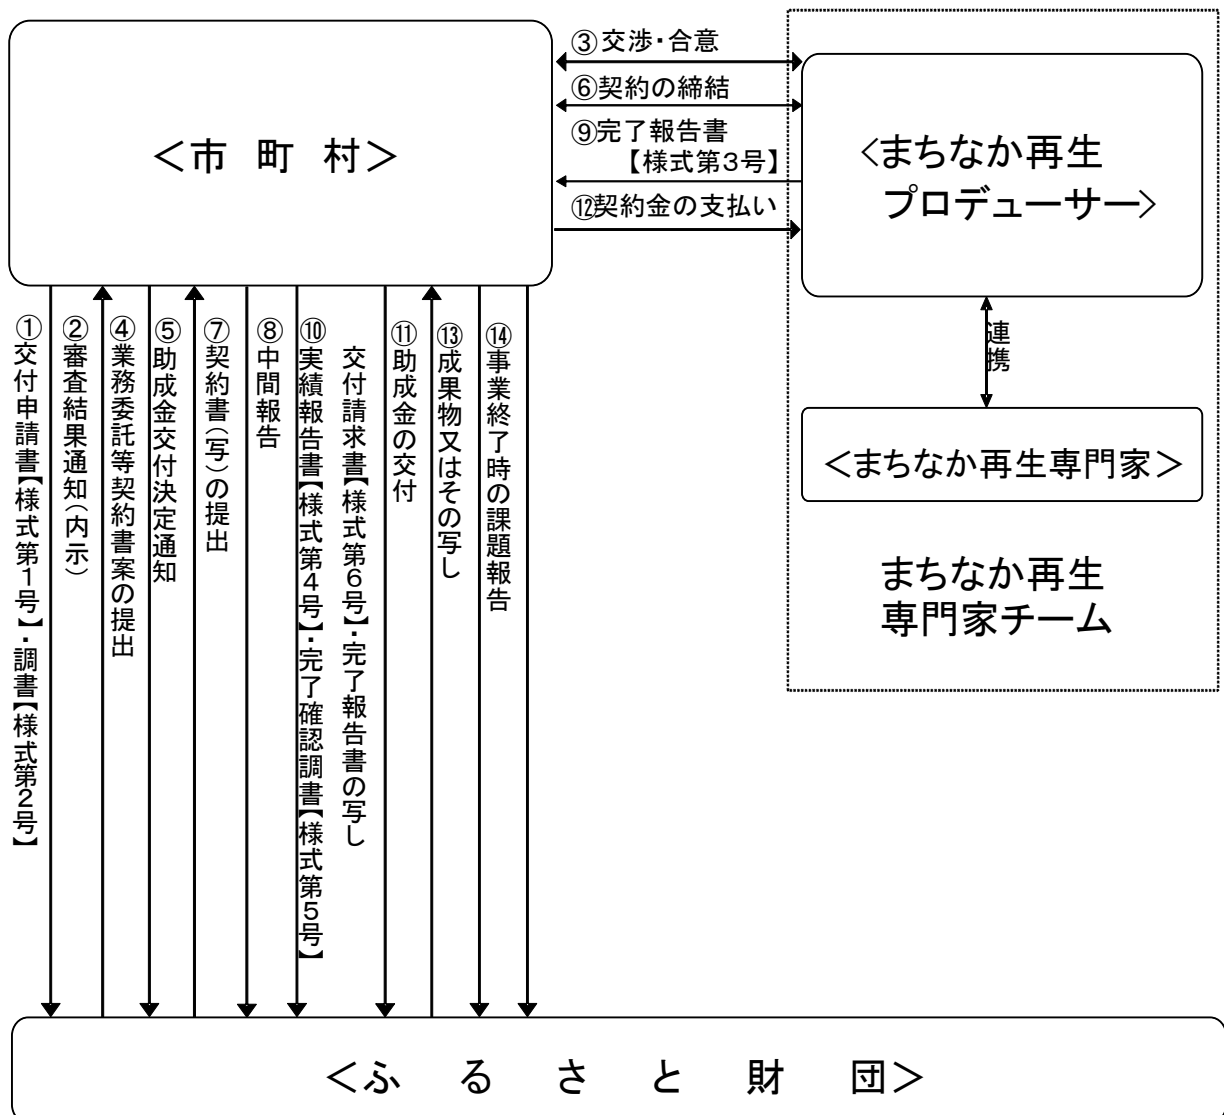 ＜市　町　村＞
③交渉・合意
⑥契約の締結
⑨完了報告書
【様式第3号】
⑫契約金の支払い
＜まちなか再生
プロデューサー＞
連携
＜まちなか再生専門家＞
まちなか再生
専門家チーム
①交付申請書【様式第1号】・調書【様式第2号】
②審査結果通知（内示）
④業務委託等契約書案の提出
⑤助成金交付決定通知
⑦契約書（写）の提出
⑧中間報告
⑩実績報告書【様式第4号】・完了確認調書【様式第5号】
交付請求書【様式第6号】・完了報告書の写し
⑪助成金の交付
⑬成果物又はその写し
⑭事業終了時の課題報告
＜ふ　る　さ　と　財　団＞